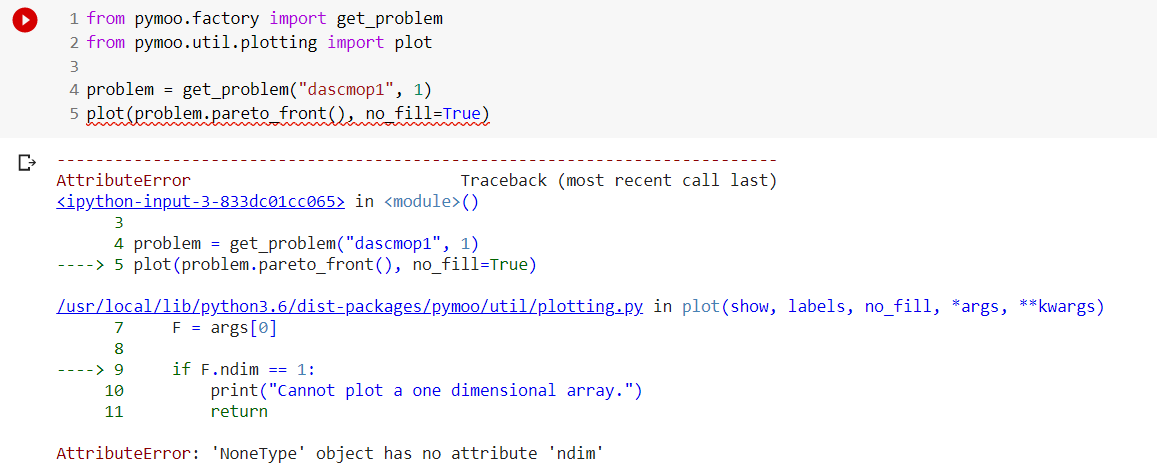 1 from pymoo.factory import get_problem
2 from pymoo.util.plotting import plot
3
4 problem = get_problem("dascmop1", 1)
5 plot(problem.pareto_front(), no_fill=True)
---------------------------------------------------------------------------
AttributeError                            Traceback (most recent call last)
<ipython-input-3-833dc01cc065> in <module>()
      3
      4 problem = get_problem("dascmop1", 1)
----> 5 plot(problem.pareto_front(), no_fill=True)
/usr/local/lib/python3.6/dist-packages/pymoo/util/plotting.py in plot(show, labels, no_fill, *args, **kwargs)
      7     F = args[0]
      8
----> 9     if F.ndim == 1:
     10         print("Cannot plot a one dimensional array.")
     11         return
AttributeError: 'NoneType' object has no attribute 'ndim'